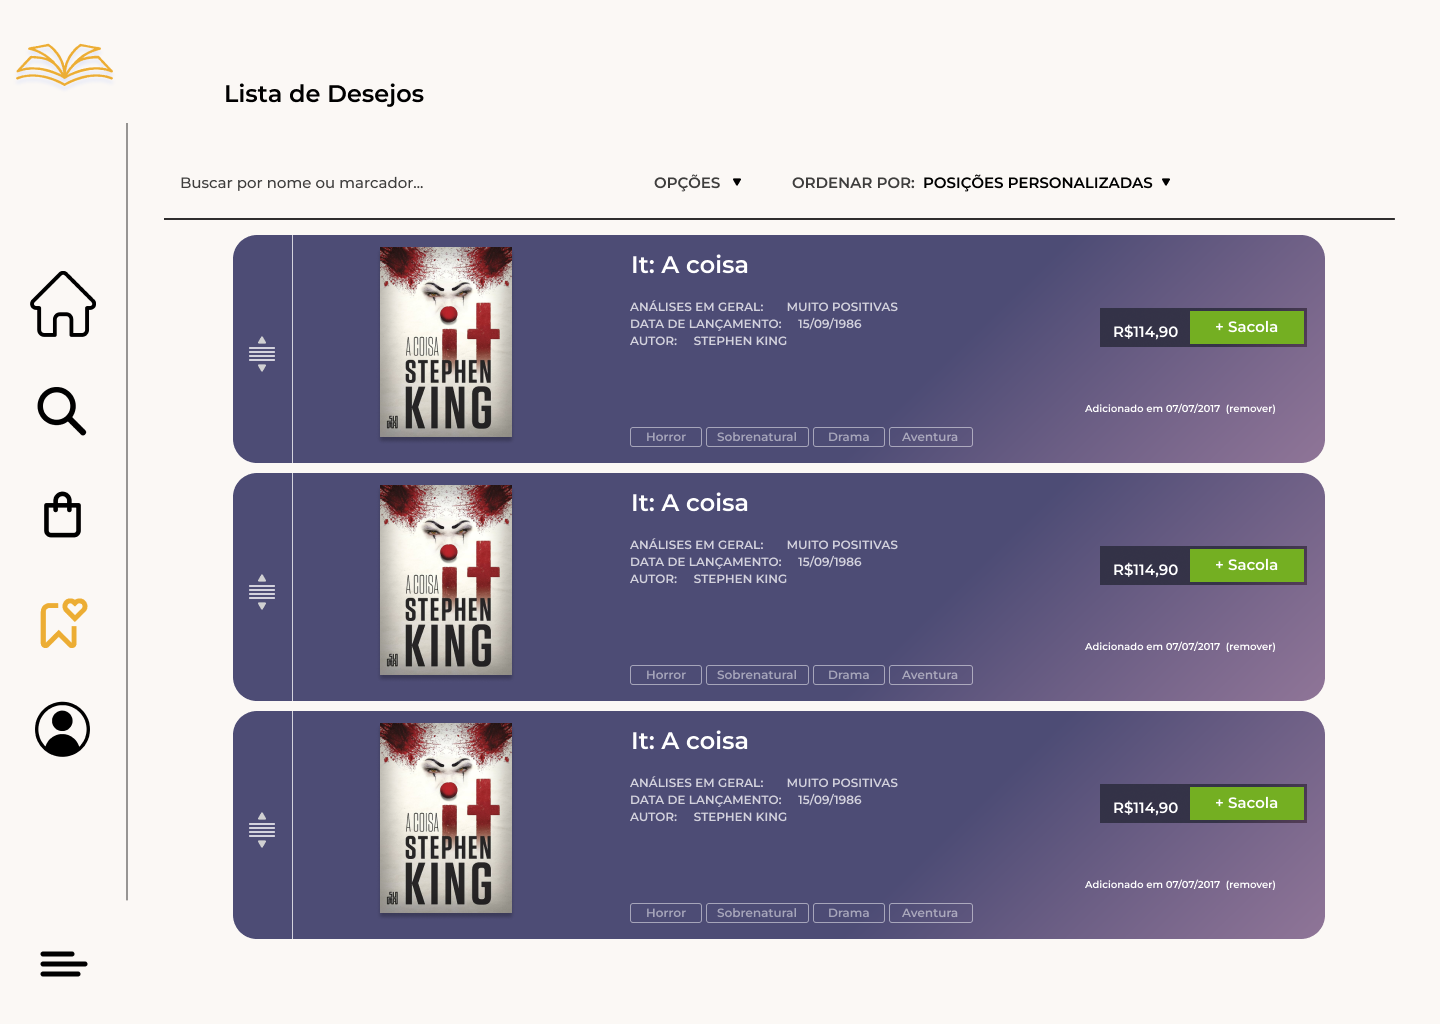 Lista de Desejos
Buscar por nome ou marcador...
OPÇÕES ▼
ORDENAR POR: POSIÇÕES PERSONALIZADAS ▼
It: A coisa
ANÁLISES EM GERAL: MUITO POSITIVAS
DATA DE LANÇAMENTO: 15/09/1986
AUTOR: STEPHEN KING
R$114,90 + Sacola
Adicionado em 07/07/2017 (remover)
Horror Sobrenatural Drama Aventura
it
A COISA
STEPHEN
KING
It: A coisa
ANÁLISES EM GERAL: MUITO POSITIVAS
DATA DE LANÇAMENTO: 15/09/1986
AUTOR: STEPHEN KING
R$114,90 + Sacola
Adicionado em 07/07/2017 (remover)
Horror Sobrenatural Drama Aventura
it
A COISA
STEPHEN
KING
It: A coisa
ANÁLISES EM GERAL: MUITO POSITIVAS
DATA DE LANÇAMENTO: 15/09/1986
AUTOR: STEPHEN KING
R$114,90 + Sacola
Adicionado em 07/07/2017 (remover)
Horror Sobrenatural Drama Aventura
it
A COISA
STEPHEN
KING